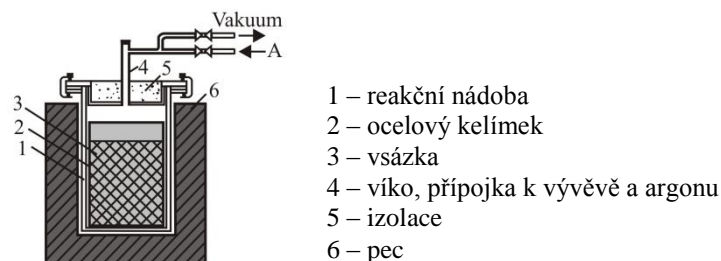 Vakuum
A
4
5
6
3
2
1
1 – reakční nádoba
2 – ocelový kelímek
3 – vsázka
4 – víko, přípojka k vývěvě a argonu
5 – izolace
6 – pec